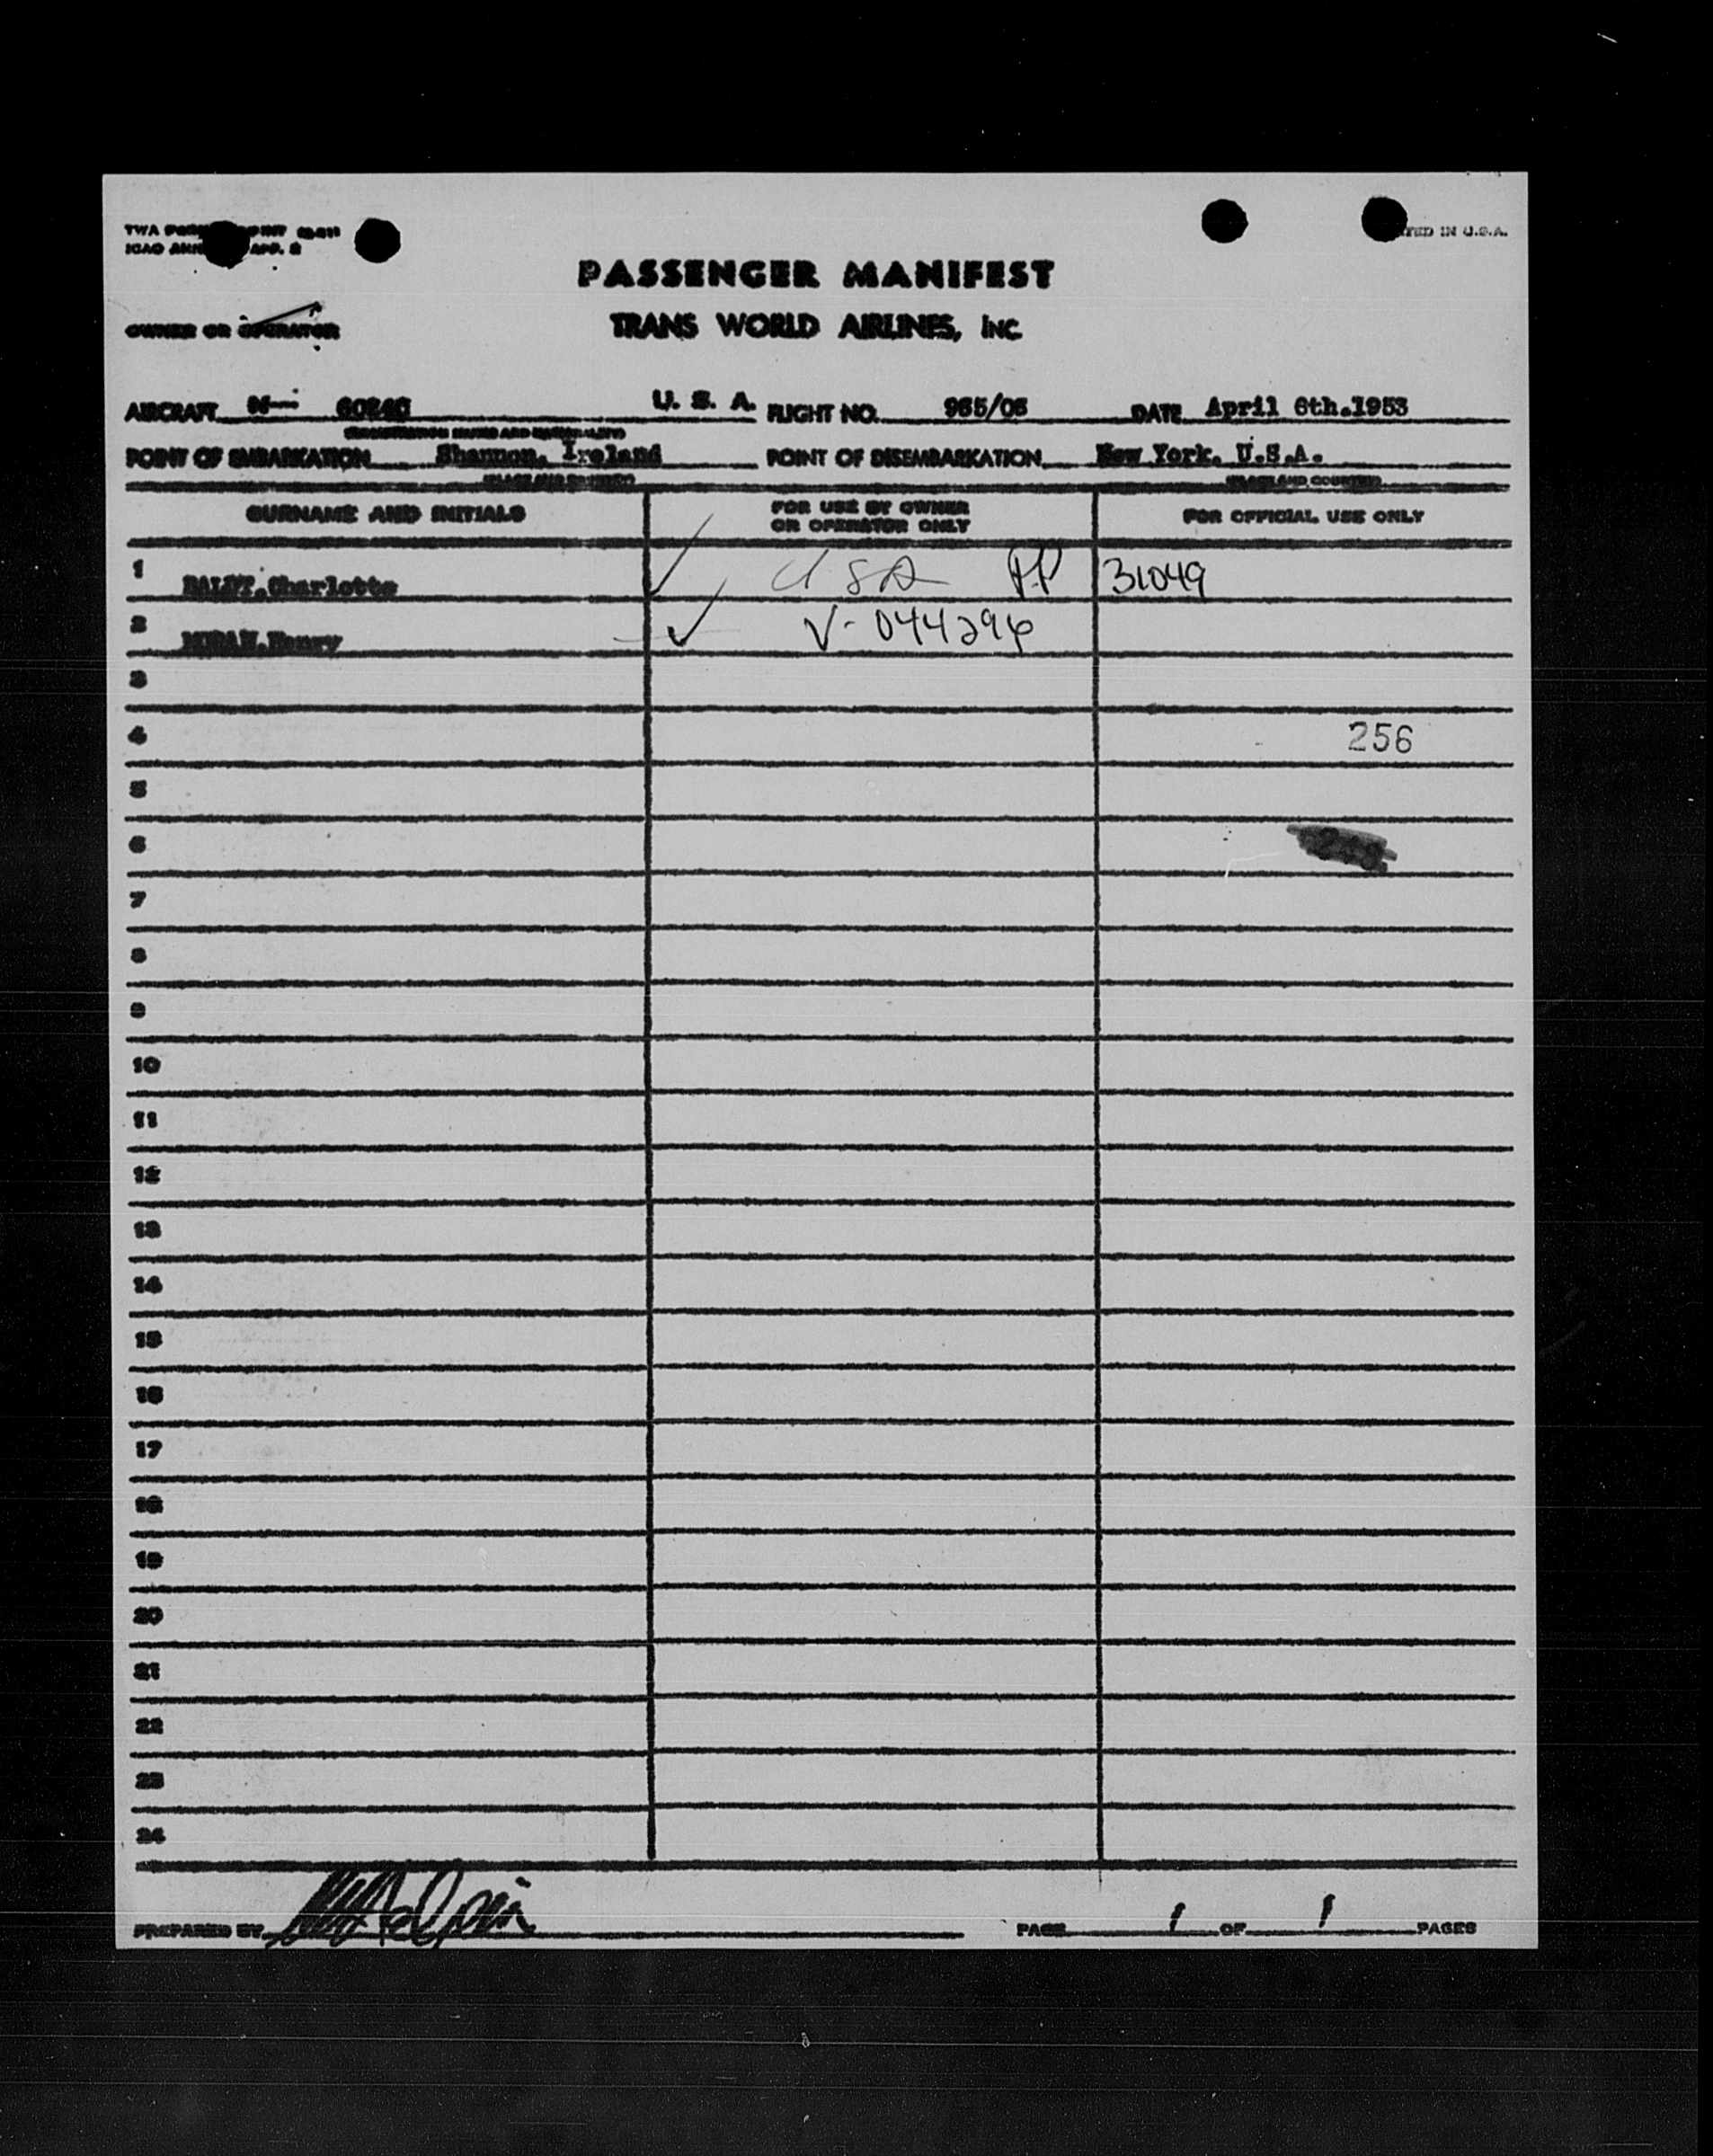 TWA
PRINTED IN U.S.A.
PASSENGER MANIFEST
OWNER OR OPERATOR TRANS WORLD AIRLINES, INC.
AIRCRAFT N- U. S. A. FLIGHT NO. 965/06 DATE April 6th.1953
POINT OF EMBARKATION Shannon, Ireland POINT OF DISEMBARKATION New York, U.S.A.
SURNAME AND INITIALS FOR USE BY OWNER OR OPERATOR ONLY FOR OFFICIAL USE ONLY
1 Charlotte USA PP 31049
2 Henry V-044296
3
4 256
5
6
7
8
9
10
11
12
13
14
15
16
17
18
19
20
21
22
23
24
PREPARED BY PAGE 1 OF 1 PAGES